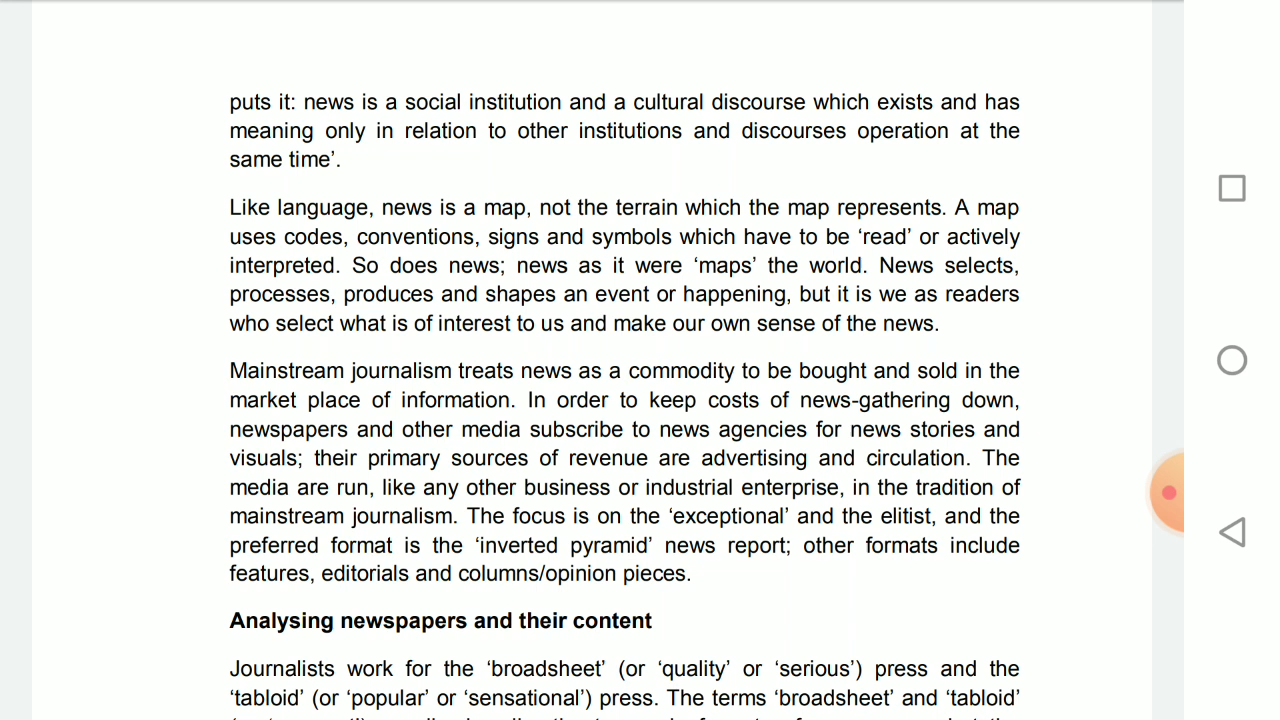 puts it: news is a social institution and a cultural discourse which exists and has
meaning only in relation to other institutions and discourses operation at the
same time’.
Like language, news is a map, not the terrain which the map represents. A map
uses codes, conventions, signs and symbols which have to be ‘read’ or actively
interpreted. So does news; news as it were ‘maps’ the world. News selects,
processes, produces and shapes an event or happening, but it is we as readers
who select what is of interest to us and make our own sense of the news.
Mainstream journalism treats news as a commodity to be bought and sold in the
market place of information. In order to keep costs of news-gathering down,
newspapers and other media subscribe to news agencies for news stories and
visuals; their primary sources of revenue are advertising and circulation. The
media are run, like any other business or industrial enterprise, in the tradition of
mainstream journalism. The focus is on the ‘exceptional’ and the elitist, and the
preferred format is the ‘inverted pyramid’ news report; other formats include
features, editorials and columns/opinion pieces.
Analysing newspapers and their content
Journalists work for the ‘broadsheet’ (or ‘quality’ or ‘serious’) press and the
‘tabloid’ (or ‘popular’ or ‘sensational’) press. The terms ‘broadsheet’ and ‘tabloid’